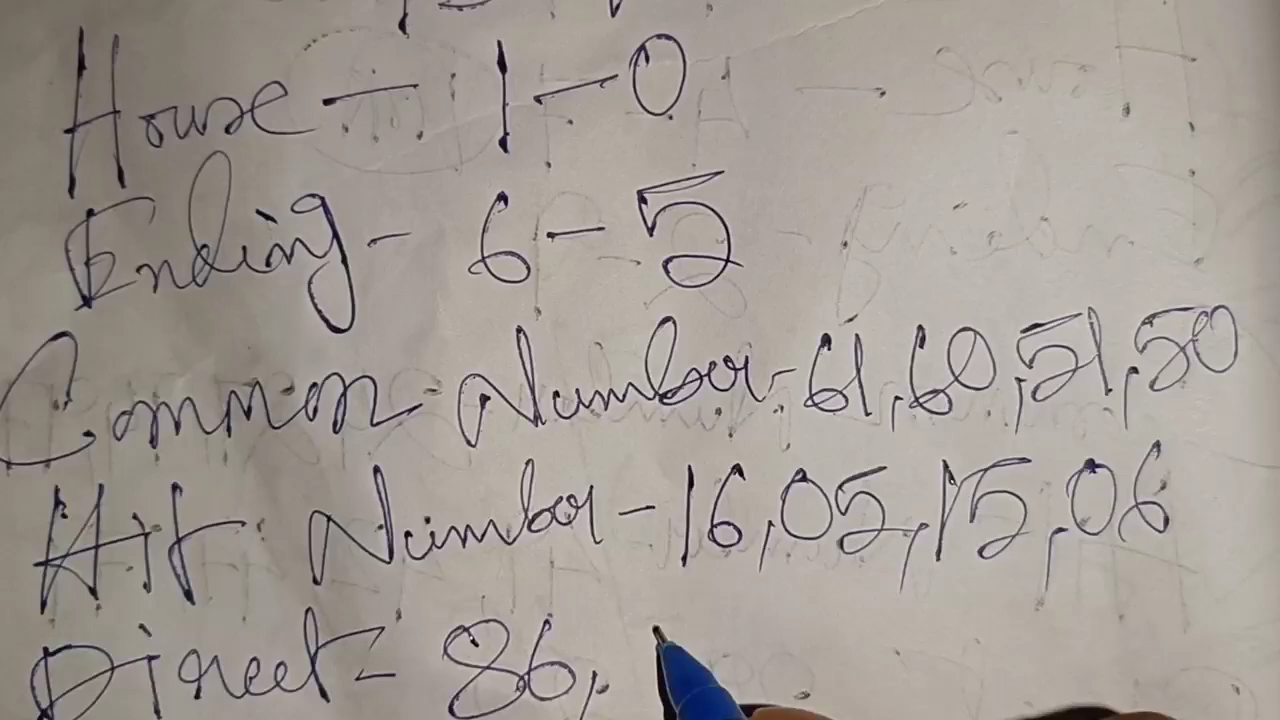 House - 1 - 0
Ending - 6 - 5
Common Number - 61, 60, 51, 50
Hit Number - 16, 05, 15, 06
Direct = 86,